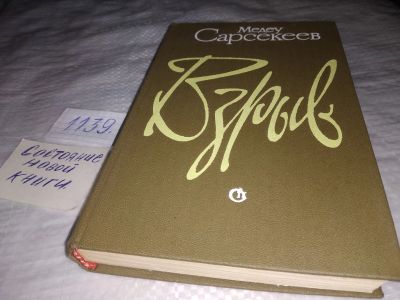 Медеу
Сарсекеев
Взрыв
1139.
Состояние
новой
книги